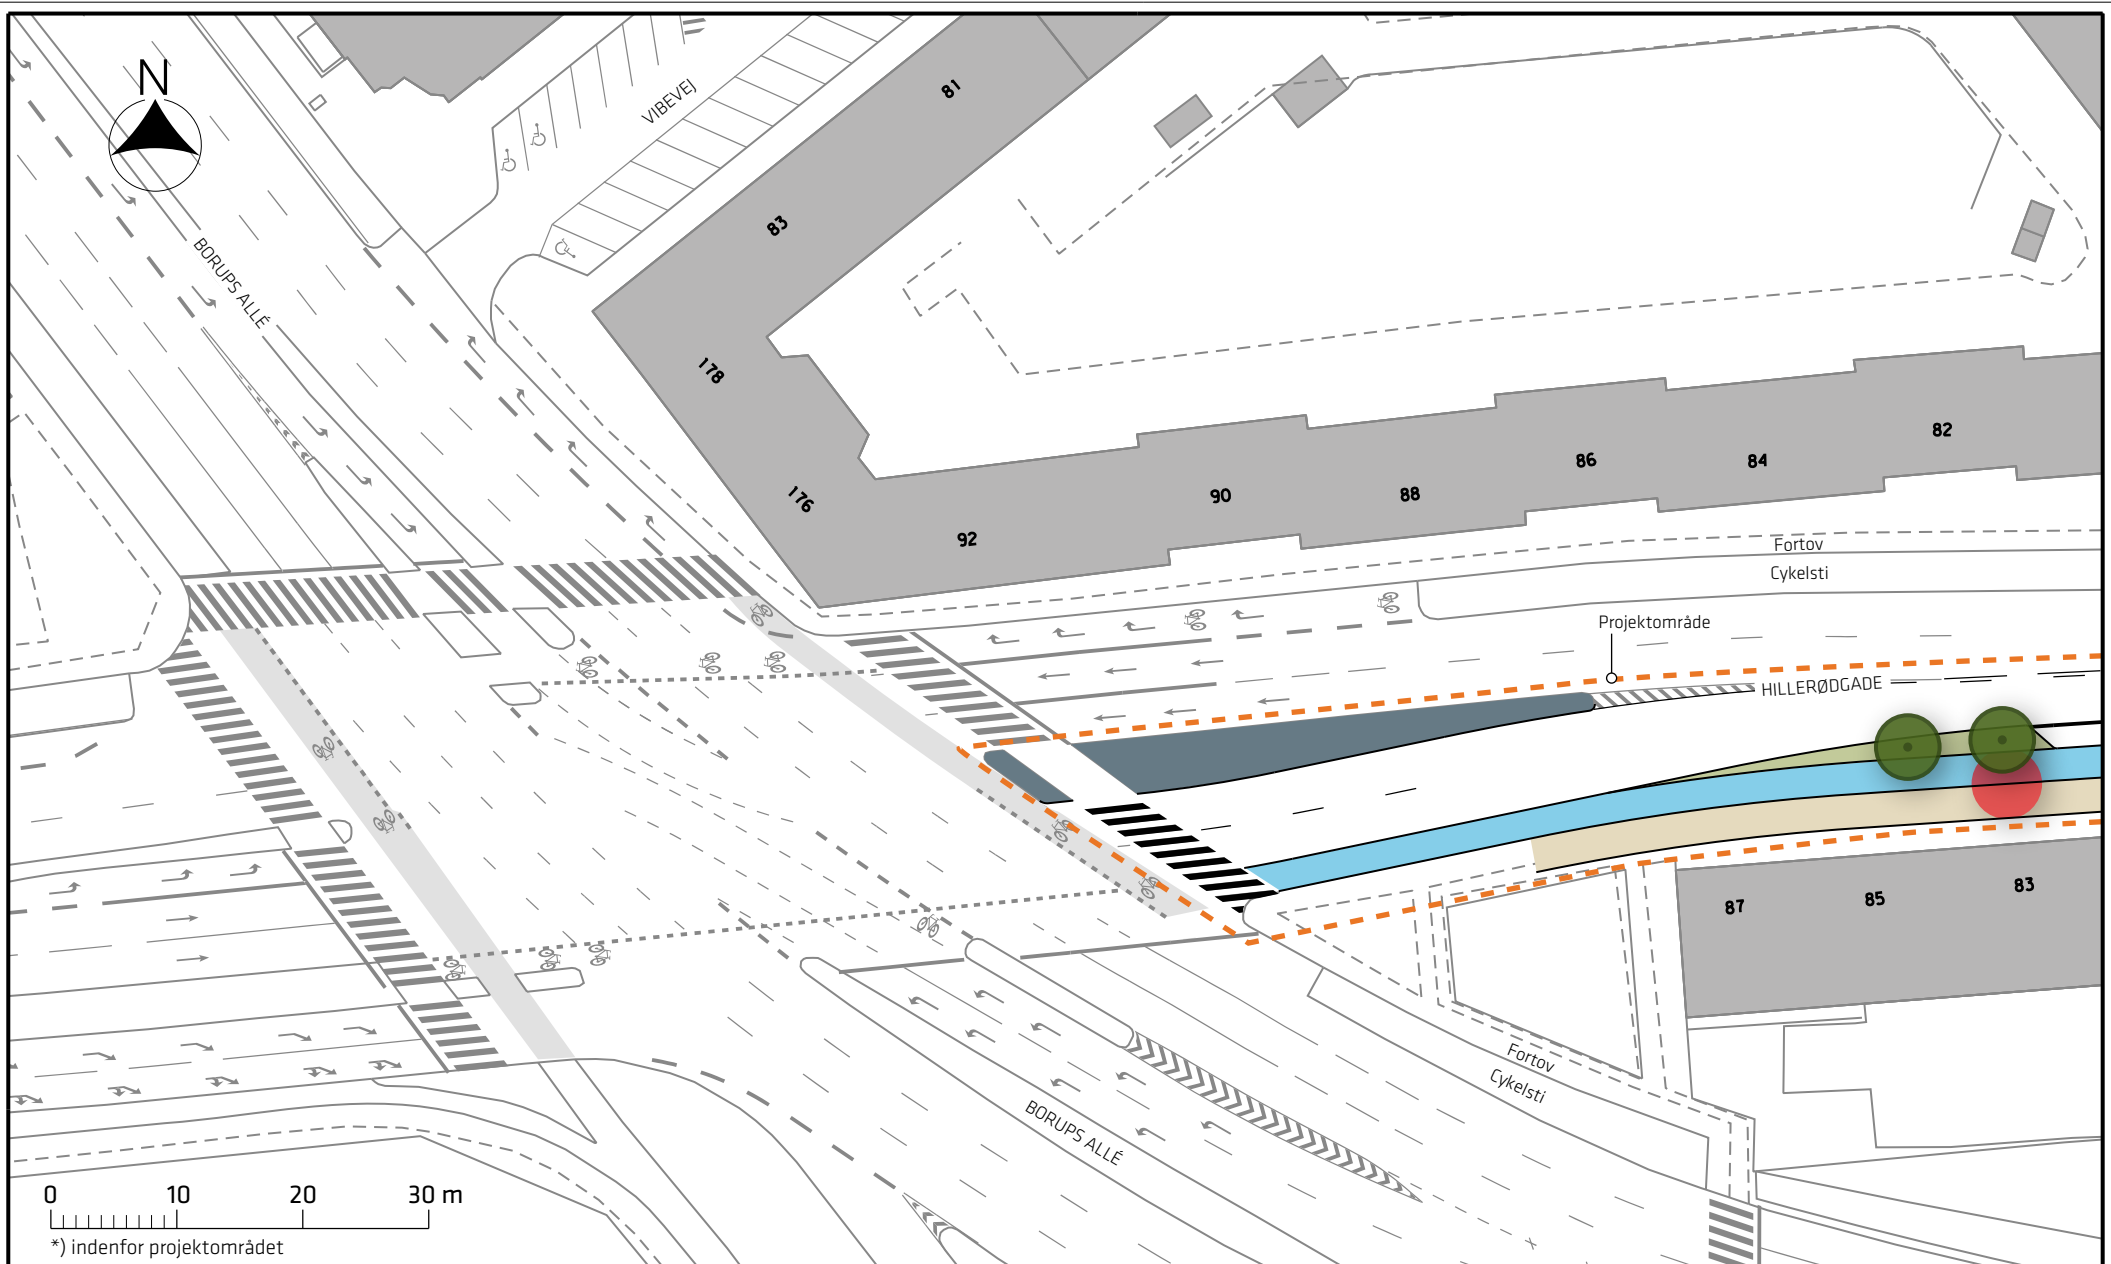 N
VIBEVEJ
81
83
BORUPS ALLÉ
178
176
92
90
88
86
84
82
Fortov
Cykelsti
Projektområde
HILLERØDGADE
87
85
83
Fortov
Cykelsti
BORUPS ALLÉ
0 10 20 30 m
*) indenfor projektområdet